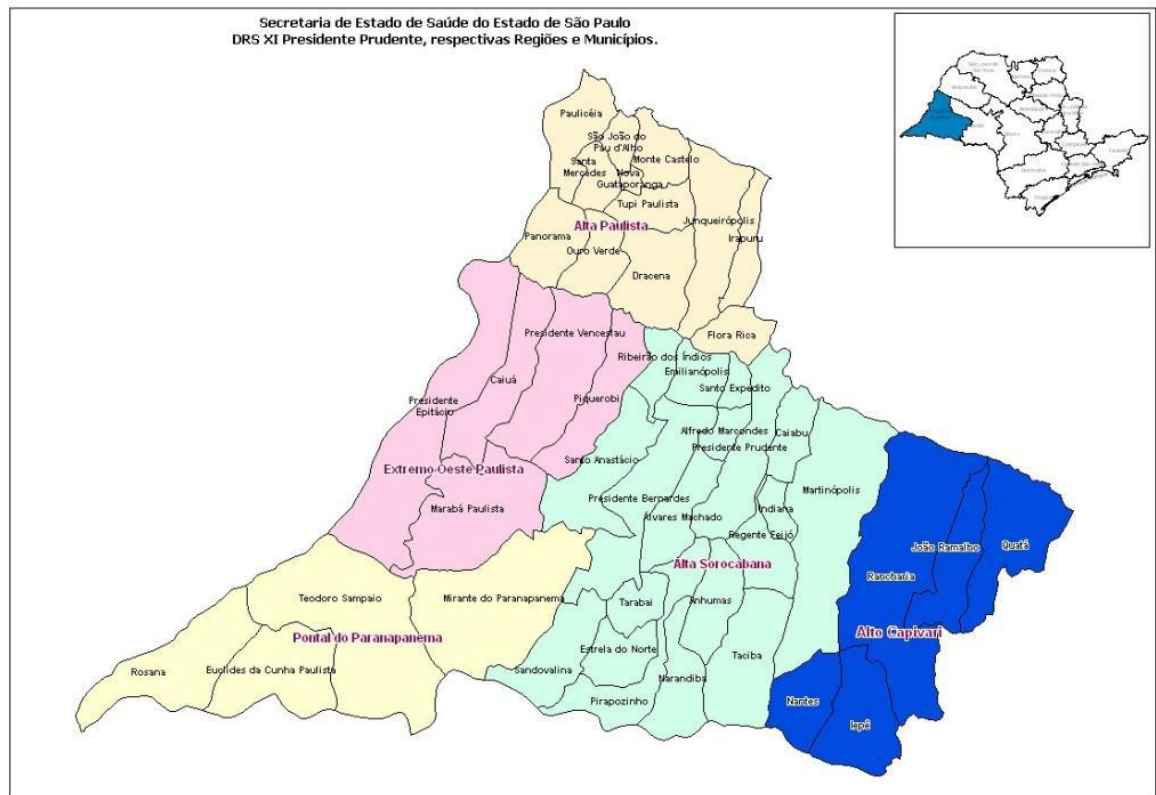 Secretaria de Estado de Saúde do Estado de São Paulo
DRS XI Presidente Prudente, respectivas Regiões e Municípios.
Paulicéia
São João do
Pau d'Alho
Santa
Mercedes
Monte Castelo
Nova
Guataporanga
Tupi Paulista
Junqueirópolis
Alta Paulista
Panorama
Irapuru
Ouro Verde
Dracena
Flora Rica
Presidente Venceslau
Ribeirão dos Índios
Emilianópolis
Caiuá
Santo Expedito
Presidente
Epitácio
Piquerobi
Alfredo Marcondes
Caiabu
Presidente Prudente
Santo Anastácio
Extremo-Oeste Paulista
Martinópolis
Presidente Bernardes
Marabá Paulista
Indiana
Álvares Machado
Regente Feijó
João Ramalho
Quatá
Rancharia
Alta Sorocabana
Teodoro Sampaio
Mirante do Paranapanema
Tarabai
Anhumas
Pontal do Paranapanema
Alto Capivari
Estrela do Norte
Taciba
Rosana
Euclides da Cunha Paulista
Sandovalina
Narandiba
Pirapozinho
Nantes
Iepê